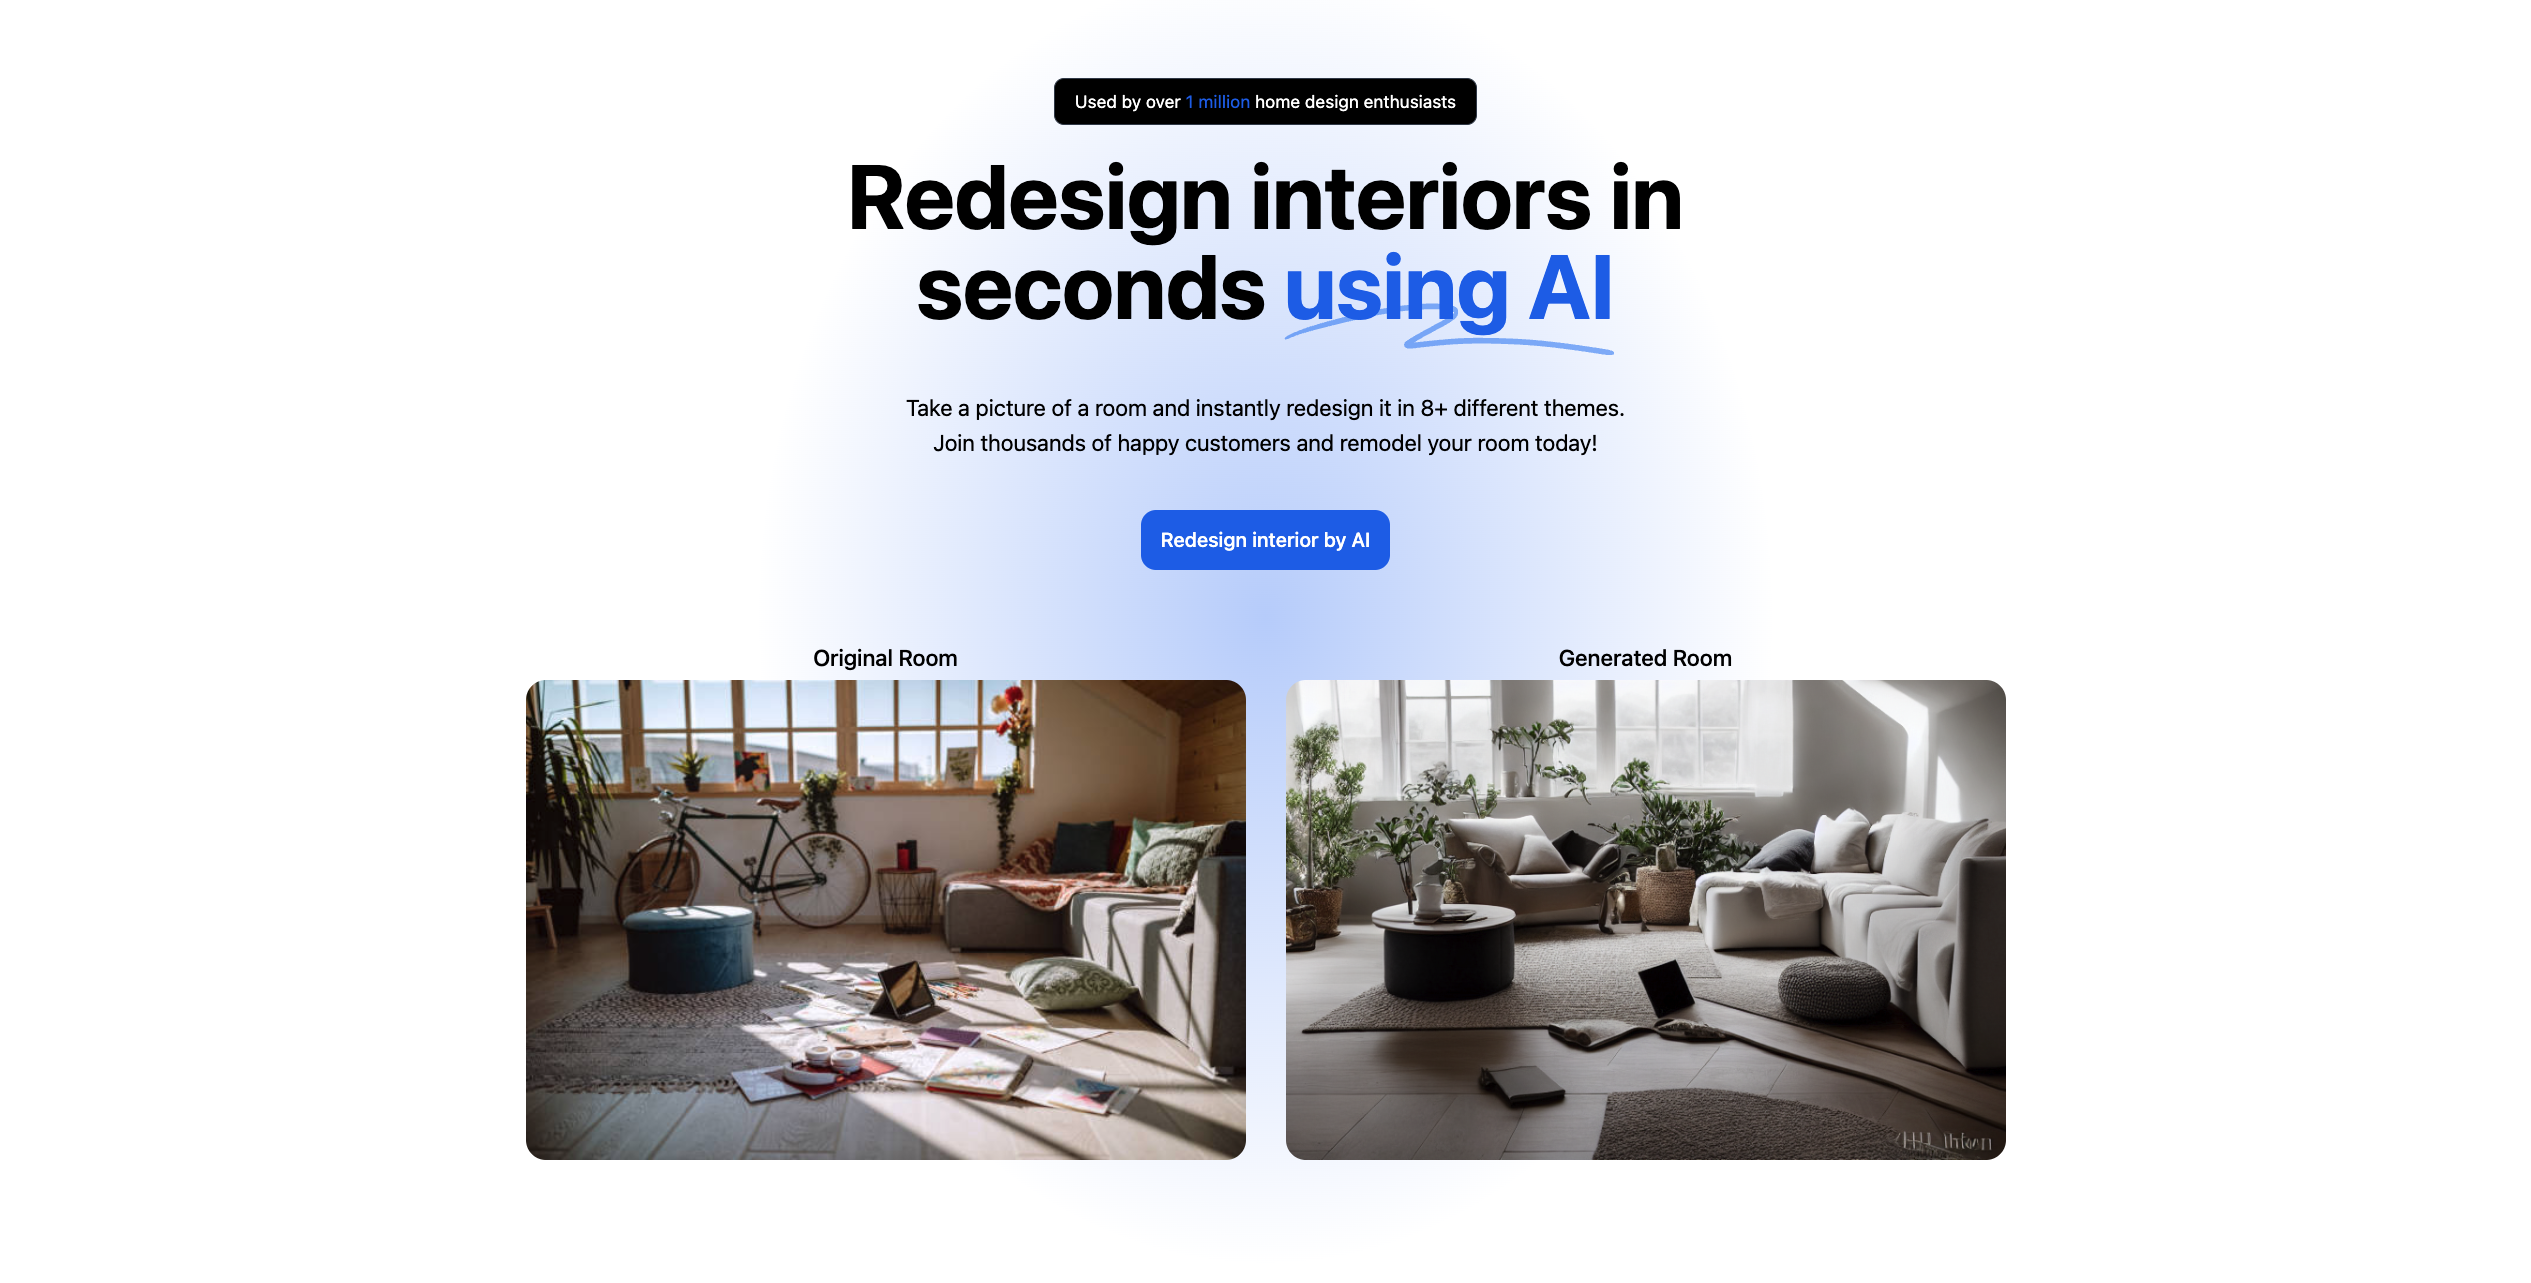 Used by over 1 million home design enthusiasts
Redesign interiors in
seconds using AI
Take a picture of a room and instantly redesign it in 8+ different themes.
Join thousands of happy customers and remodel your room today!
Redesign interior by AI
Original Room
Generated Room